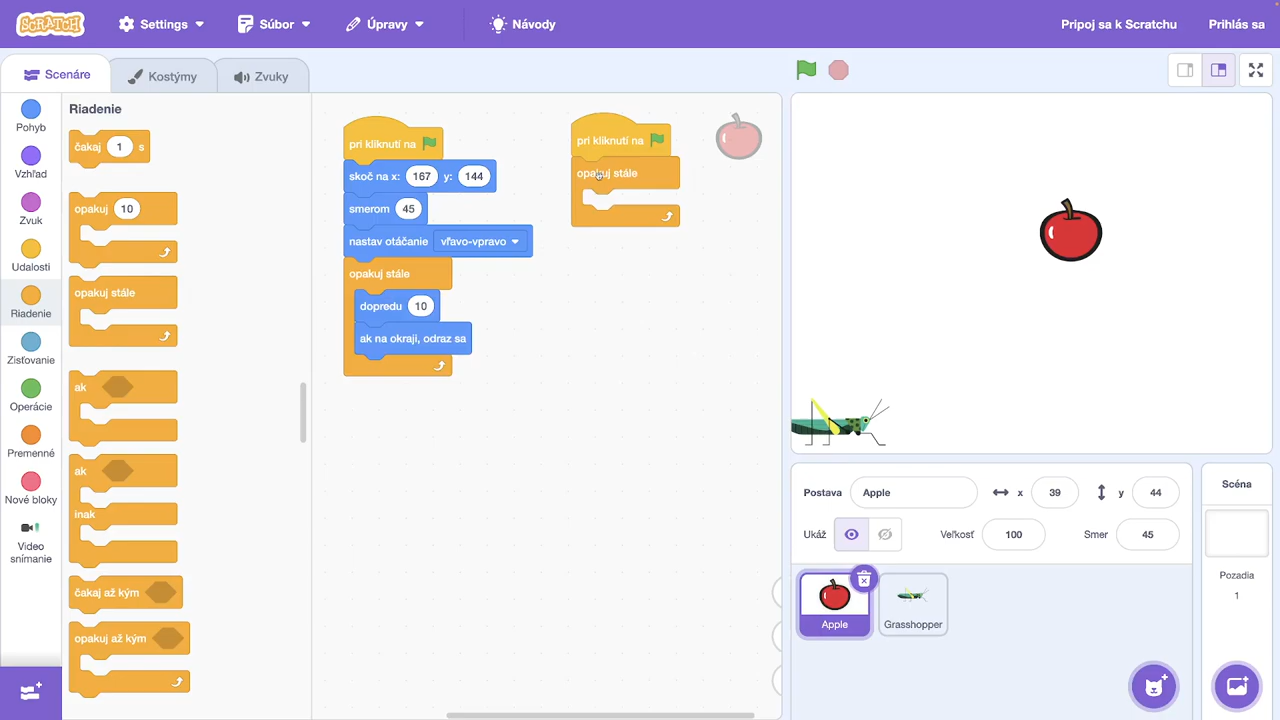 SCRATCH
Settings
Súbor
Úpravy
Návody
Pripoj sa k Scratchu
Prihlás sa
Scenáre
Kostýmy
Zvuky
Pohyb
Vzhľad
Zvuk
Udalosti
Riadenie
Zisťovanie
Operácie
Premenné
Nové bloky
Video
snímanie
Riadenie
čakaj 1 s
opakuj 10
opakuj stále
ak
ak
inak
čakaj až kým
opakuj až kým
pri kliknutí na
skoč na x: 167 y: 144
smerom 45
nastav otáčanie vľavo-vpravo
opakuj stále
dopredu 10
ak na okraji, odraz sa
pri kliknutí na
opakuj stále
Postava Apple x 39 y 44
Ukáž Veľkosť 100 Smer 45
Apple
Grasshopper
Scéna
Pozadia
1